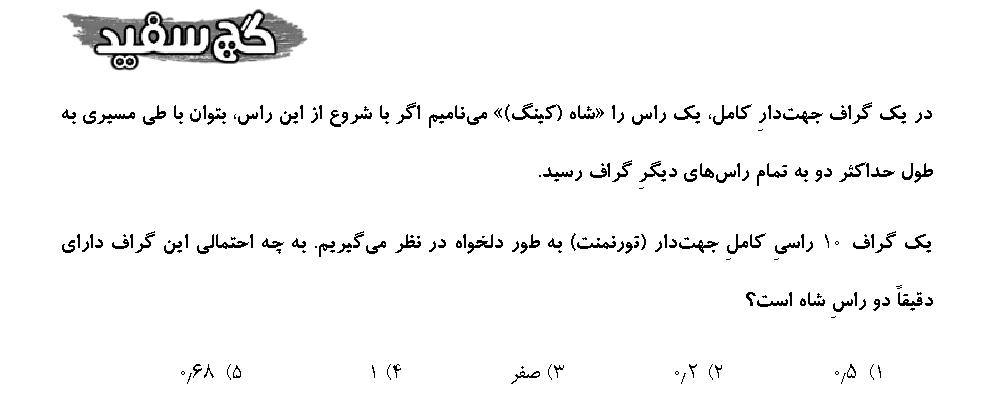 گچ سفید
در یک گراف جهت‌دارِ کامل، یک راس را «شاه (کینگ)» می‌نامیم اگر با شروع از این راس، بتوان با طی مسیری به
طول حداکثر دو به تمام راس‌های دیگرِ گراف رسید.
یک گراف ۱۰ راسیِ کاملِ جهت‌دار (تورنمنت) به طور دلخواه در نظر می‌گیریم. به چه احتمالی این گراف دارای
دقیقاً دو راسِ شاه است؟
۱) ۰٫۵ ۲) ۰٫۲ ۳) صفر ۴) ۱ ۵) ۰٫۶۸